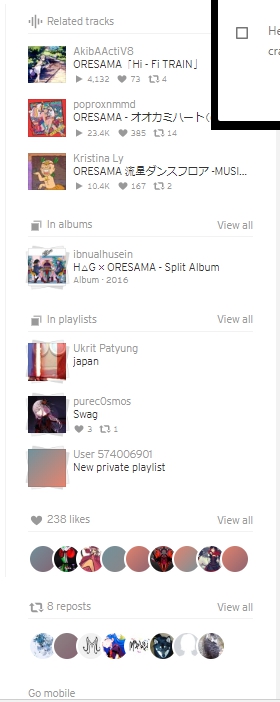 Related tracks
AkibAActiV8
ORESAMA「Hi - Fi TRAIN」
4,132 73 4
poproxnmmd
ORESAMA - オオカミハート
23.4K 385 14
Kristina Ly
ORESAMA 流星ダンスフロア -MUSI...
10.4K 167 2
In albums View all
ibnualhusein
H△G × ORESAMA - Split Album
Album · 2016
In playlists View all
Ukrit Patyung
japan
purec0smos
Swag
3 1
User 574006901
New private playlist
238 likes View all
8 reposts View all
Go mobile